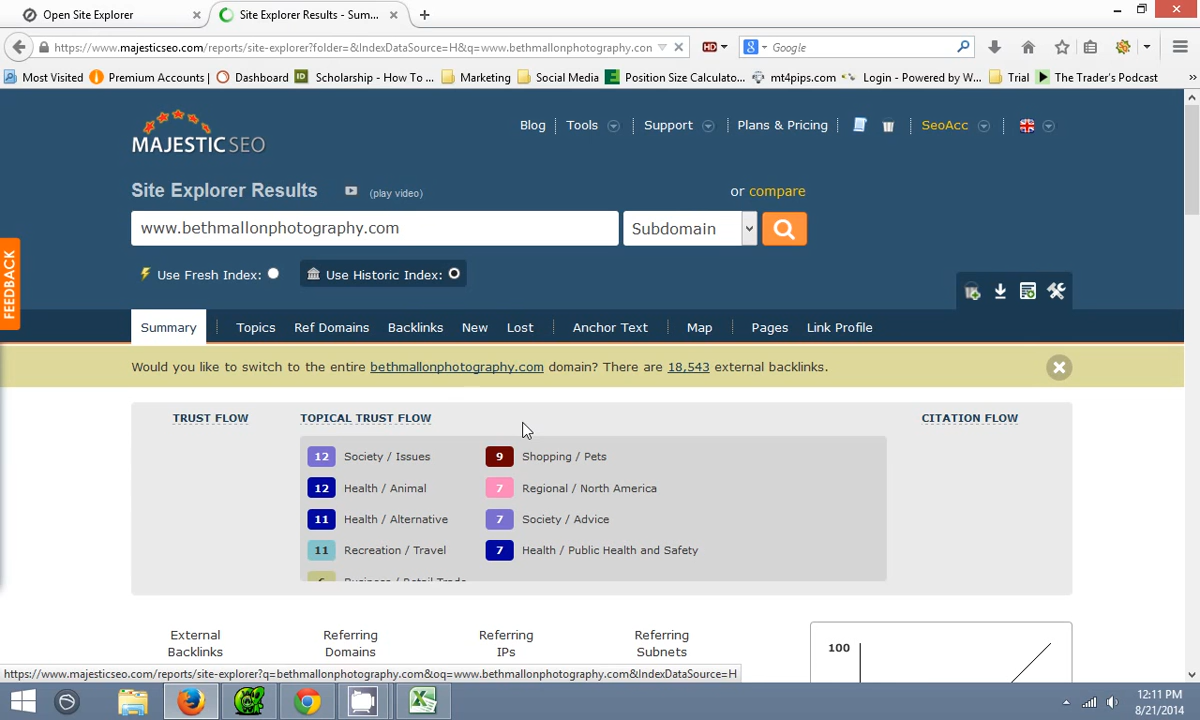 Open Site Explorer
Site Explorer Results - Sum...
https://www.majesticseo.com/reports/site-explorer?folder=&IndexDataSource=H&q=www.bethmallonphotography.con
HD
Google
Most Visited
Premium Accounts |
Dashboard
Scholarship - How To ...
Marketing
Social Media
Position Size Calculato...
mt4pips.com
Login - Powered by W...
Trial
The Trader's Podcast
MAJESTIC SEO
Blog
Tools
Support
Plans & Pricing
SeoAcc
Site Explorer Results
(play video)
or compare
www.bethmallonphotography.com
Subdomain
Use Fresh Index:
Use Historic Index:
FEEDBACK
Summary
Topics
Ref Domains
Backlinks
New
Lost
Anchor Text
Map
Pages
Link Profile
Would you like to switch to the entire bethmallonphotography.com domain? There are 18,543 external backlinks.
TRUST FLOW
TOPICAL TRUST FLOW
CITATION FLOW
12 Society / Issues
9 Shopping / Pets
12 Health / Animal
7 Regional / North America
11 Health / Alternative
7 Society / Advice
11 Recreation / Travel
7 Health / Public Health and Safety
6 Business / Retail Trade
External Backlinks
Referring Domains
Referring IPs
Referring Subnets
100
https://www.majesticseo.com/reports/site-explorer?q=bethmallonphotography.com&oq=www.bethmallonphotography.com&IndexDataSource=H
12:11 PM
8/21/2014